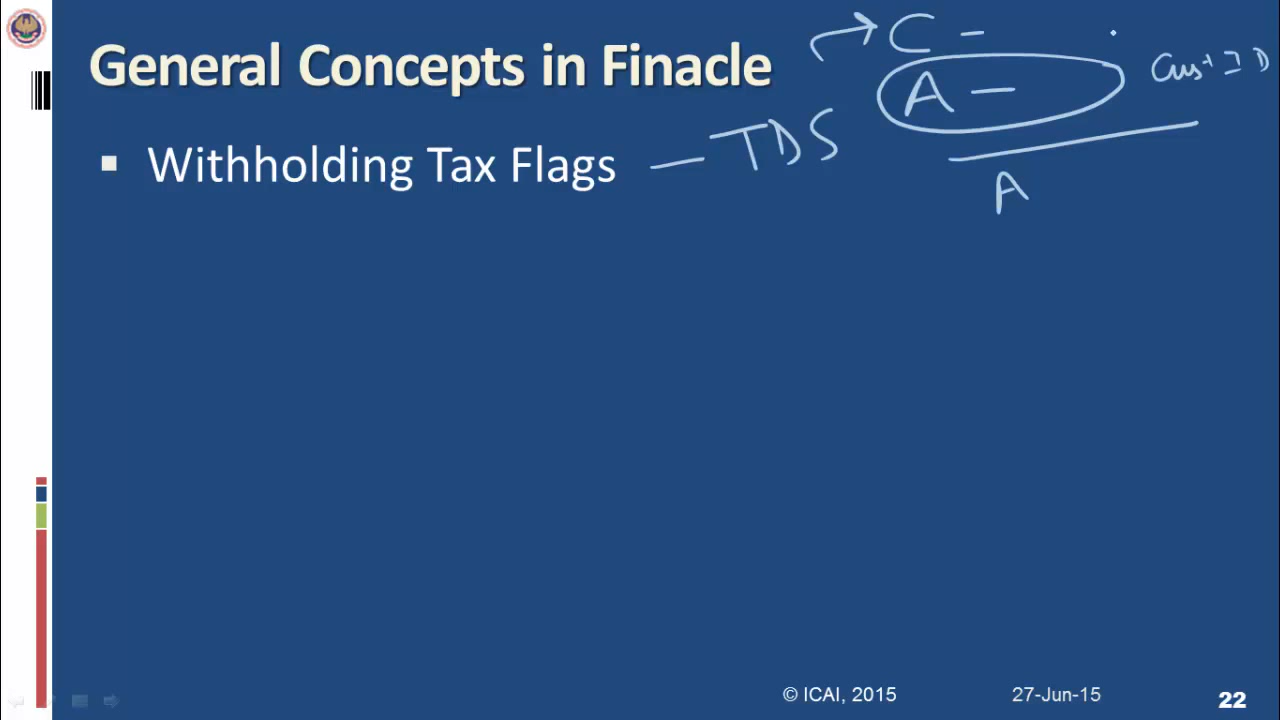 General Concepts in Finacle
C -
A -
Cust ID
▪ Withholding Tax Flags — TDS
A
© ICAI, 2015
27-Jun-15
22